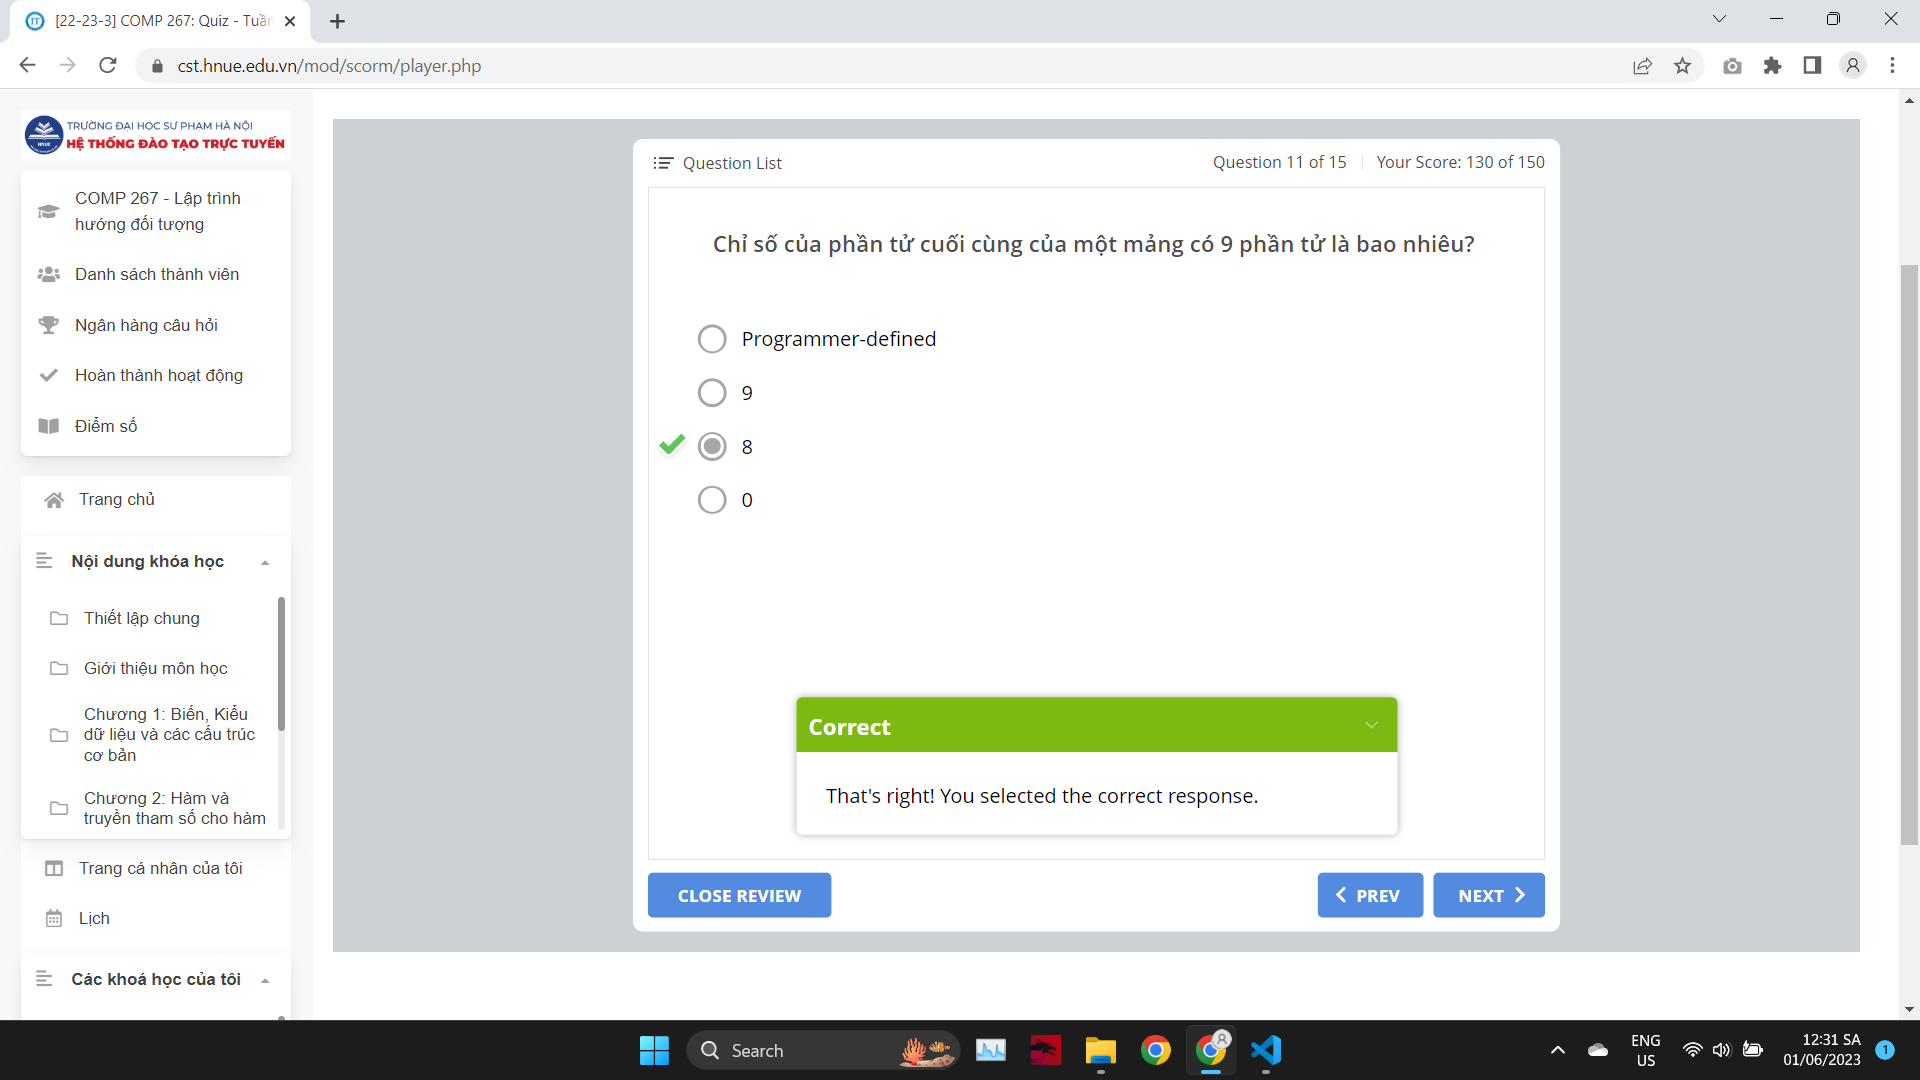 [22-23-3] COMP 267: Quiz - Tuần
cst.hnue.edu.vn/mod/scorm/player.php
TRƯỜNG ĐẠI HỌC SƯ PHẠM HÀ NỘI
HỆ THỐNG ĐÀO TẠO TRỰC TUYẾN
COMP 267 - Lập trình
hướng đối tượng
Danh sách thành viên
Ngân hàng câu hỏi
Hoàn thành hoạt động
Điểm số
Trang chủ
Nội dung khóa học
Thiết lập chung
Giới thiệu môn học
Chương 1: Biến, Kiểu
dữ liệu và các cấu trúc
cơ bản
Chương 2: Hàm và
truyền tham số cho hàm
Trang cá nhân của tôi
Lịch
Các khoá học của tôi
Question List
Question 11 of 15
Your Score: 130 of 150
Chỉ số của phần tử cuối cùng của một mảng có 9 phần tử là bao nhiêu?
Programmer-defined
9
8
0
Correct
That's right! You selected the correct response.
CLOSE REVIEW
PREV
NEXT
Search
ENG
US
12:31 SA
01/06/2023
1